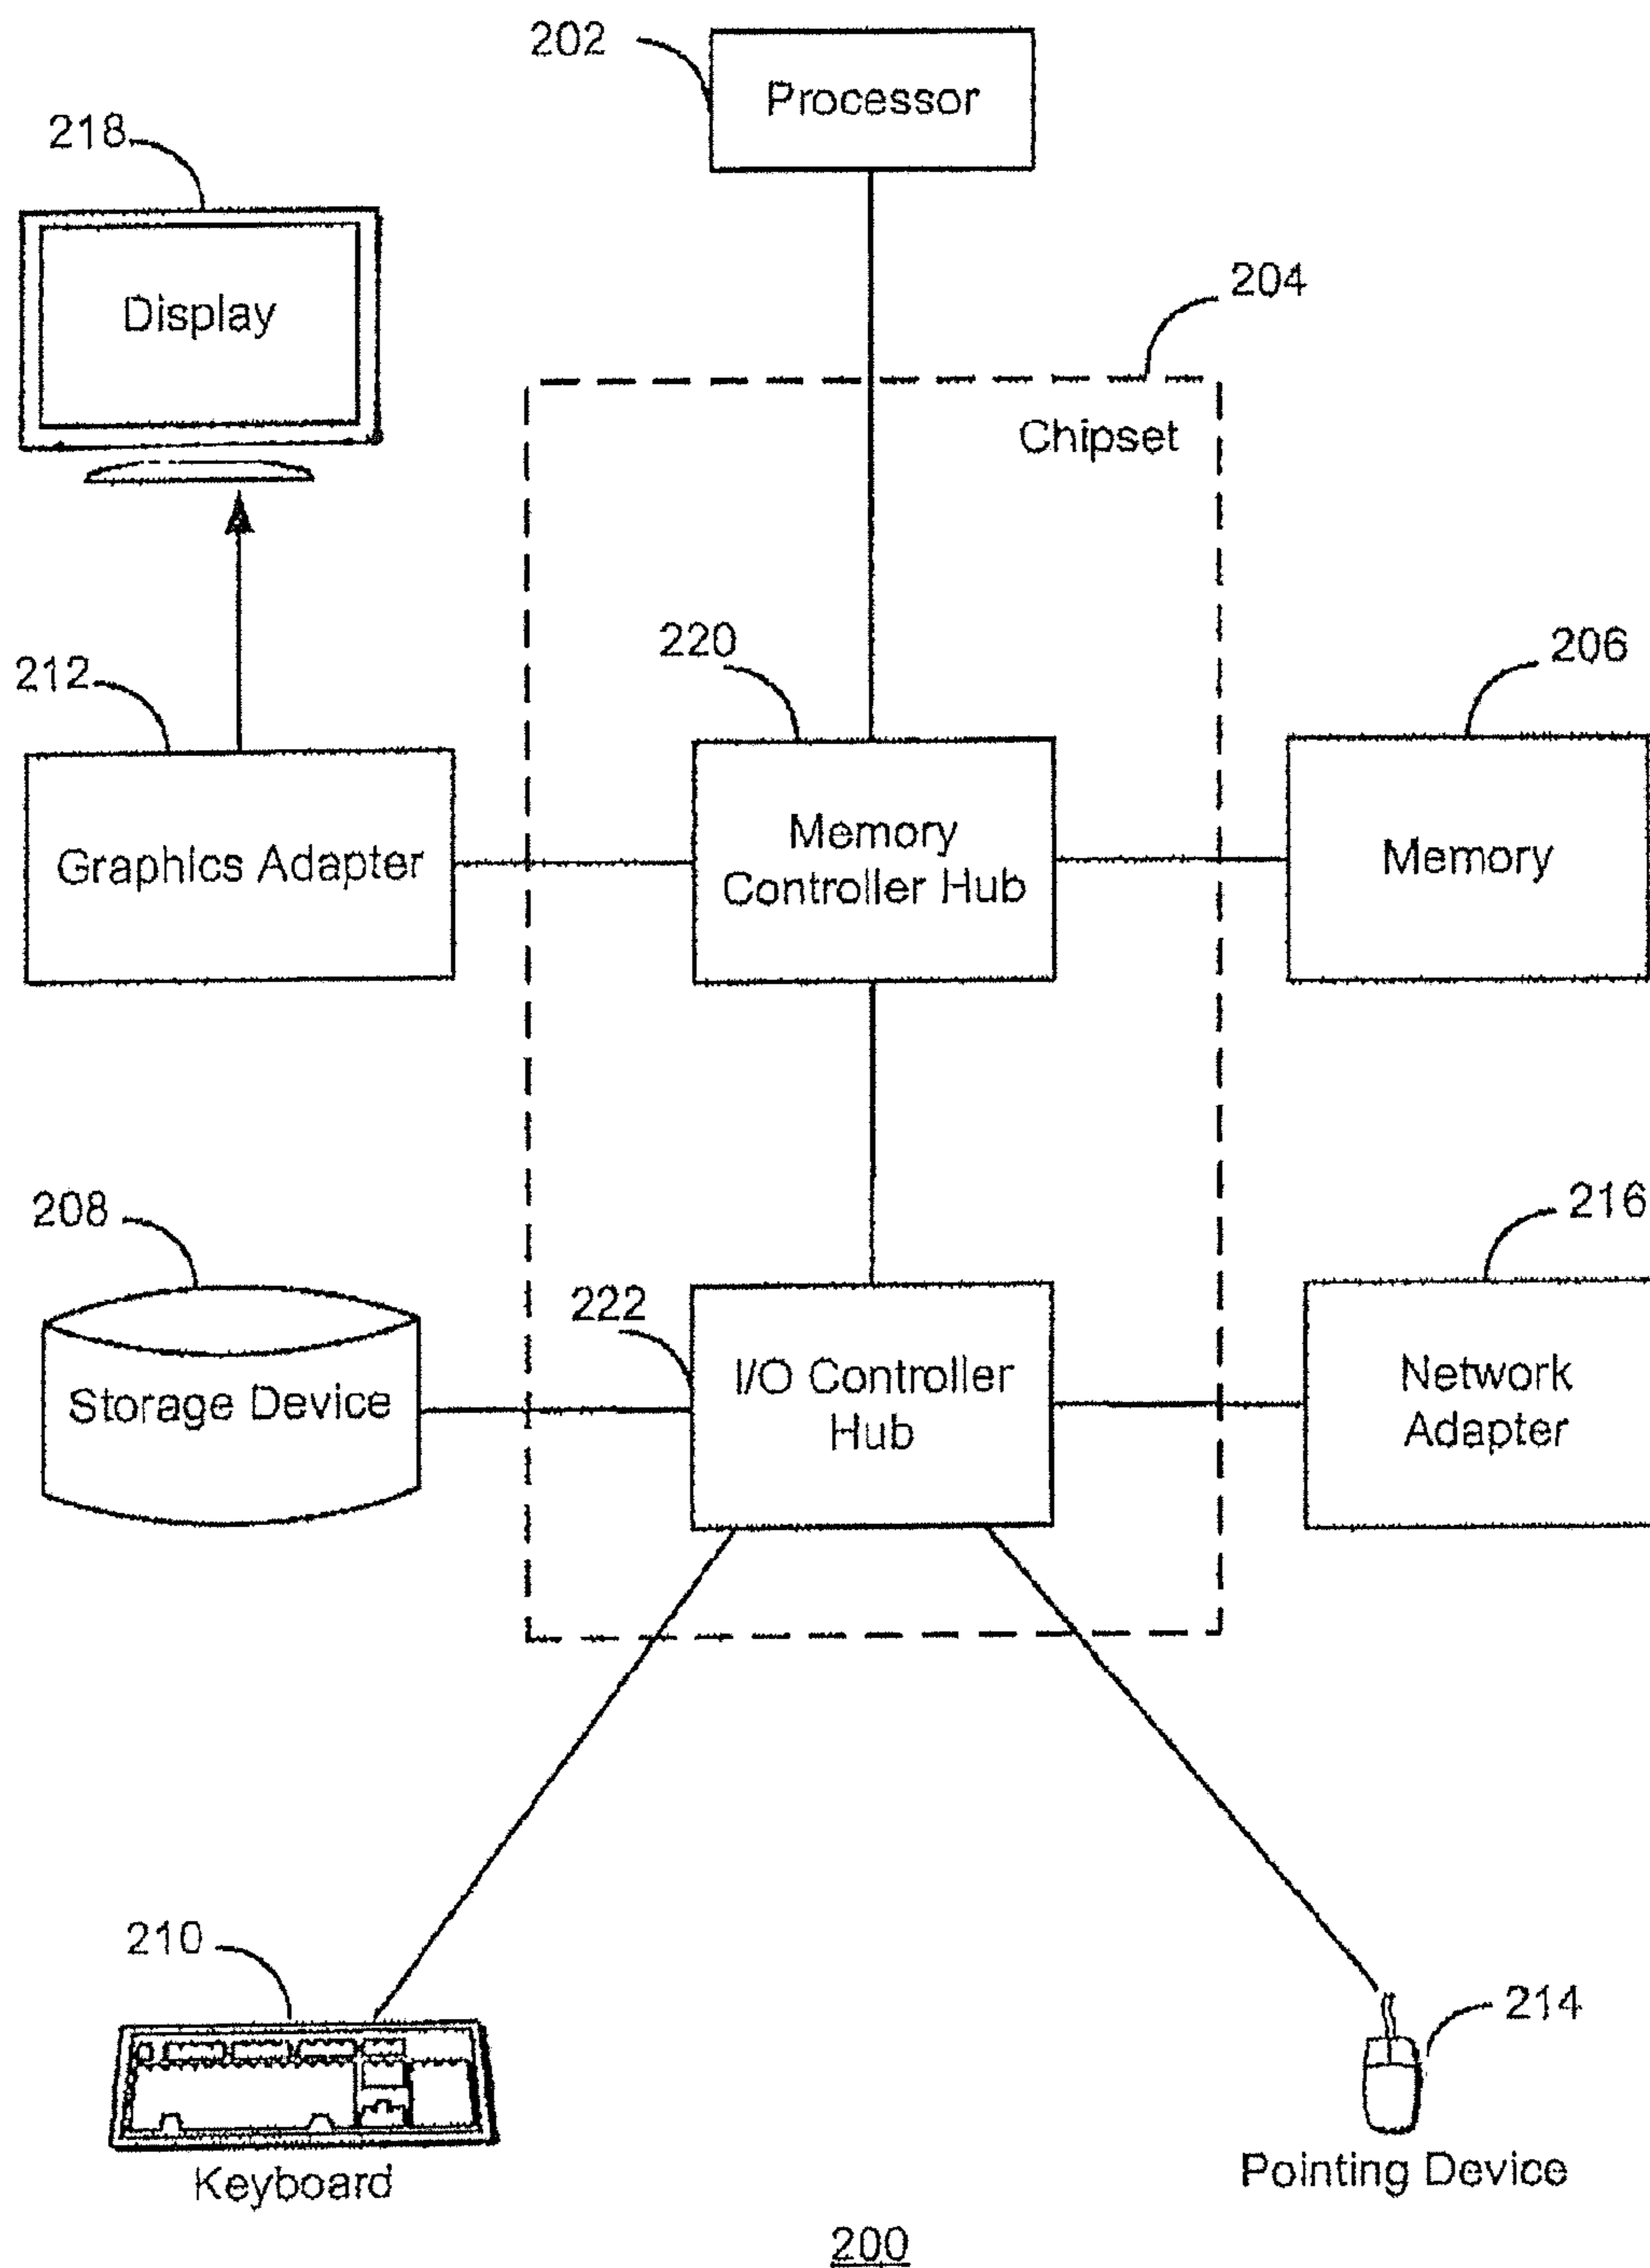 202
Processor
218
Display
204
Chipset
220
206
212
Memory
Controller Hub
Graphics Adapter
Memory
208
216
222
I/O Controller
Hub
Storage Device
Network
Adapter
210
214
Keyboard
Pointing Device
200